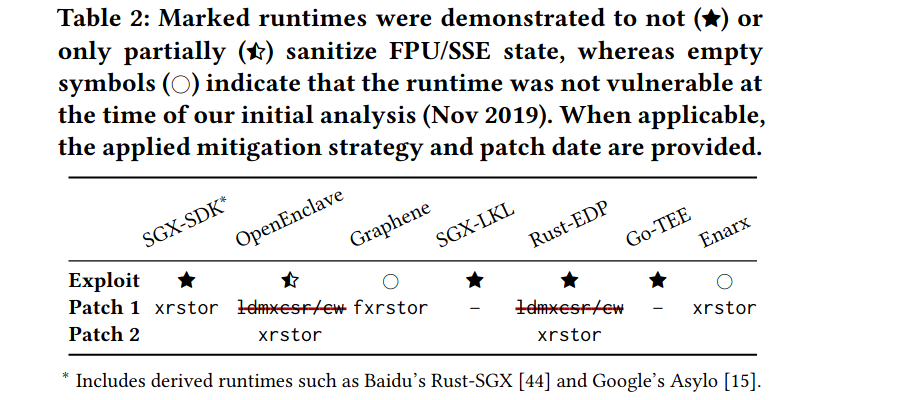 Table 2: Marked runtimes were demonstrated to not (★) or
only partially (⯪) sanitize FPU/SSE state, whereas empty
symbols (○) indicate that the runtime was not vulnerable at
the time of our initial analysis (Nov 2019). When applicable,
the applied mitigation strategy and patch date are provided.
SGX-SDK* OpenEnclave Graphene SGX-LKL Rust-EDP Go-TEE Enarx
Exploit ★ ⯪ ○ ★ ★ ★ ○
Patch 1 xrstor ldmxcsr/cw fxrstor – ldmxcsr/cw – xrstor
Patch 2 xrstor xrstor
* Includes derived runtimes such as Baidu's Rust-SGX [44] and Google's Asylo [15].